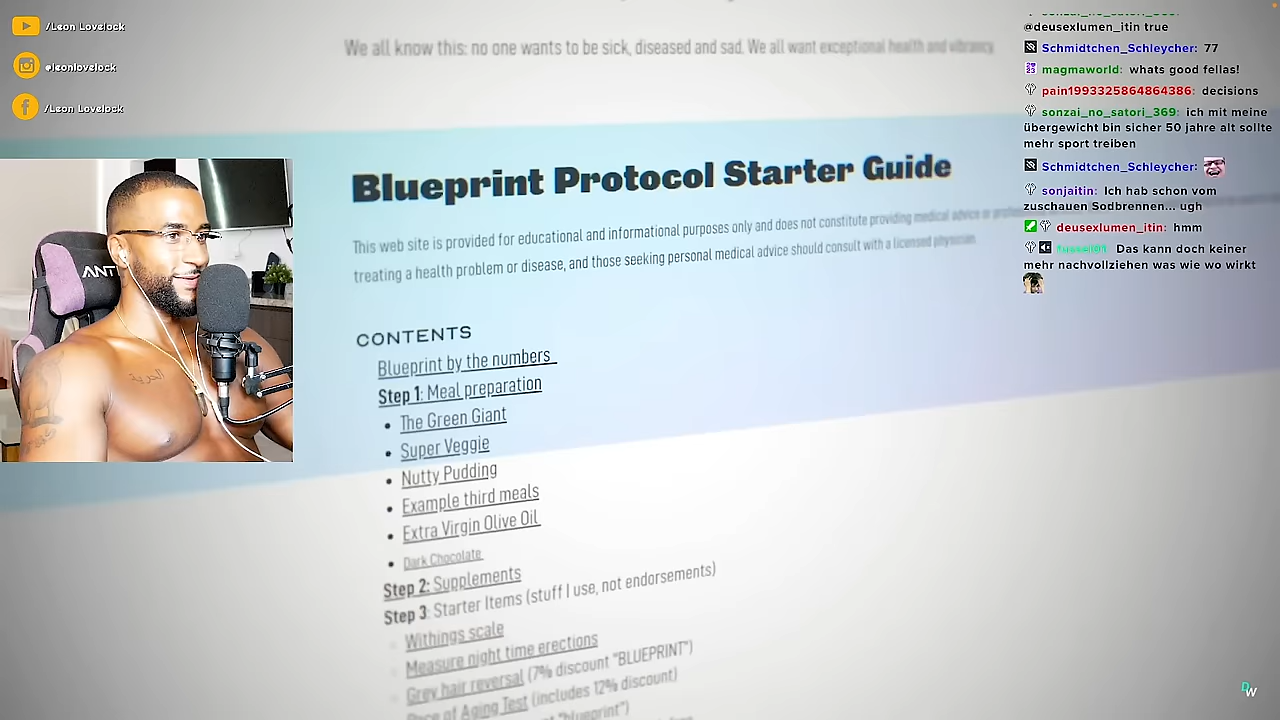 /Leon Lovelock
@leonlovelock
/Leon Lovelock
We all know this: no one wants to be sick, diseased and sad. We all want exceptional health and vibrancy.
Blueprint Protocol Starter Guide
This web site is provided for educational and informational purposes only and does not constitute providing medical advice or
treating a health problem or disease, and those seeking personal medical advice should consult with a licensed physician.
CONTENTS
Blueprint by the numbers
Step 1: Meal preparation
• The Green Giant
• Super Veggie
• Nutty Pudding
• Example third meals
• Extra Virgin Olive Oil
• Dark Chocolate
Step 2: Supplements
Step 3: Starter Items (stuff I use, not endorsements)
Withings scale
Measure night time erections
Grey hair reversal (7% discount "BLUEPRINT")
Pace of Aging Test (includes 12% discount)
"blueprint")
ANT
الحرية
@deusexlumen_itin true
Schmidtchen_Schleycher: 77
magmaworld: whats good fellas!
pain1993325864864386: decisions
sonzai_no_satori_369: ich mit meine
übergewicht bin sicher 50 jahre alt sollte
mehr sport treiben
Schmidtchen_Schleycher:
sonjaitin: Ich hab schon vom
zuschauen Sodbrennen... ugh
deusexlumen_itin: hmm
Das kann doch keiner
mehr nachvollziehen was wie wo wirkt
DW